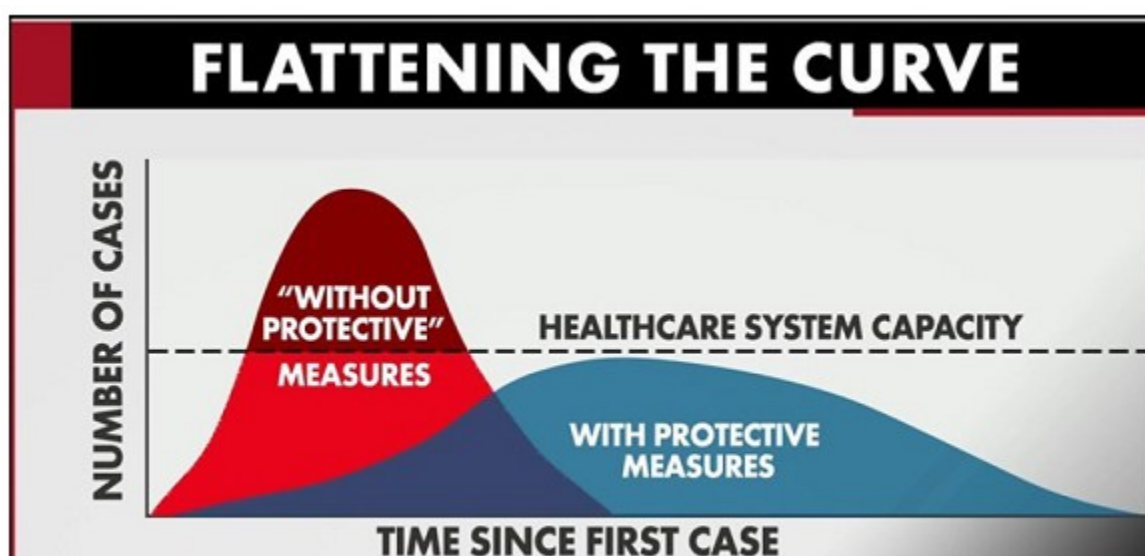 FLATTENING THE CURVE
NUMBER OF CASES
“WITHOUT
PROTECTIVE”
MEASURES
HEALTHCARE SYSTEM CAPACITY
WITH PROTECTIVE
MEASURES
TIME SINCE FIRST CASE